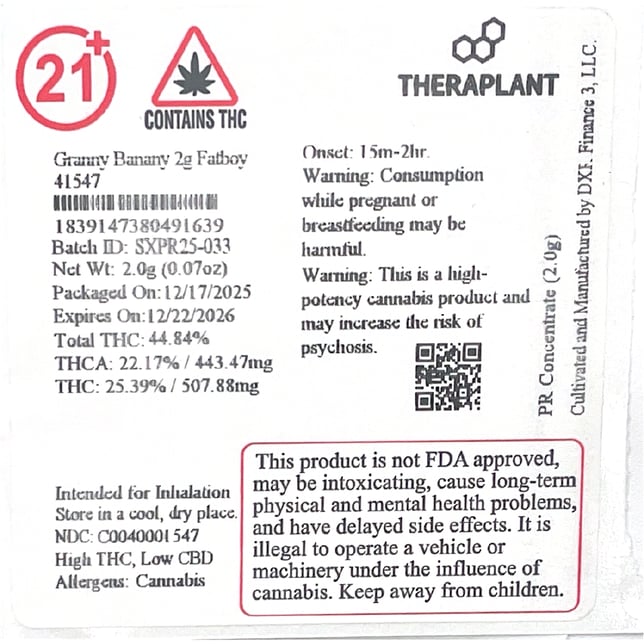 21+
CONTAINS THC
THERAPLANT
Granny Banany 2g Fatboy
41547
1839147380491639
Batch ID: SXPR25-033
Net Wt: 2.0g (0.07oz)
Packaged On:12/17/2025
Expires On:12/22/2026
Total THC: 44.84%
THCA: 22.17% / 443.47mg
THC: 25.39% / 507.88mg
Onset: 15m-2hr.
Warning: Consumption
while pregnant or
breastfeeding may be
harmful.
Warning: This is a high-
potency cannabis product and
may increase the risk of
psychosis.
PR Concentrate (2.0g)
Cultivated and Manufactured by DXF. Finance 3, LLC.
Intended for Inhalation
Store in a cool, dry place.
NDC: C0040001547
High THC, Low CBD
Allergens: Cannabis
This product is not FDA approved,
may be intoxicating, cause long-term
physical and mental health problems,
and have delayed side effects. It is
illegal to operate a vehicle or
machinery under the influence of
cannabis. Keep away from children.